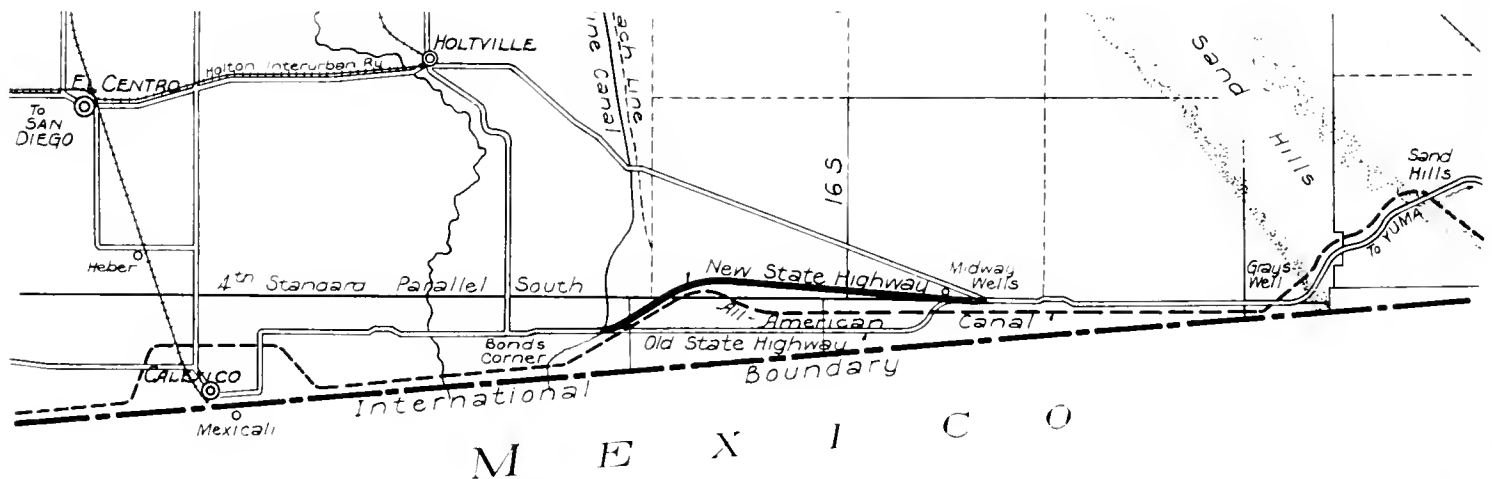 HOLTVILLE
Holton Interurban Ry.
EL CENTRO
To
SAN
DIEGO
Line
Canal
Sand
Hills
16 S
Sand
Hills
To YUMA
Heber
4th Standard Parallel South
New State Highway
Midway
Wells
Gray's
Well
All-American Canal
Bonds
Corner
Old State Highway
CALEXICO
International Boundary
Mexicali
MEXICO